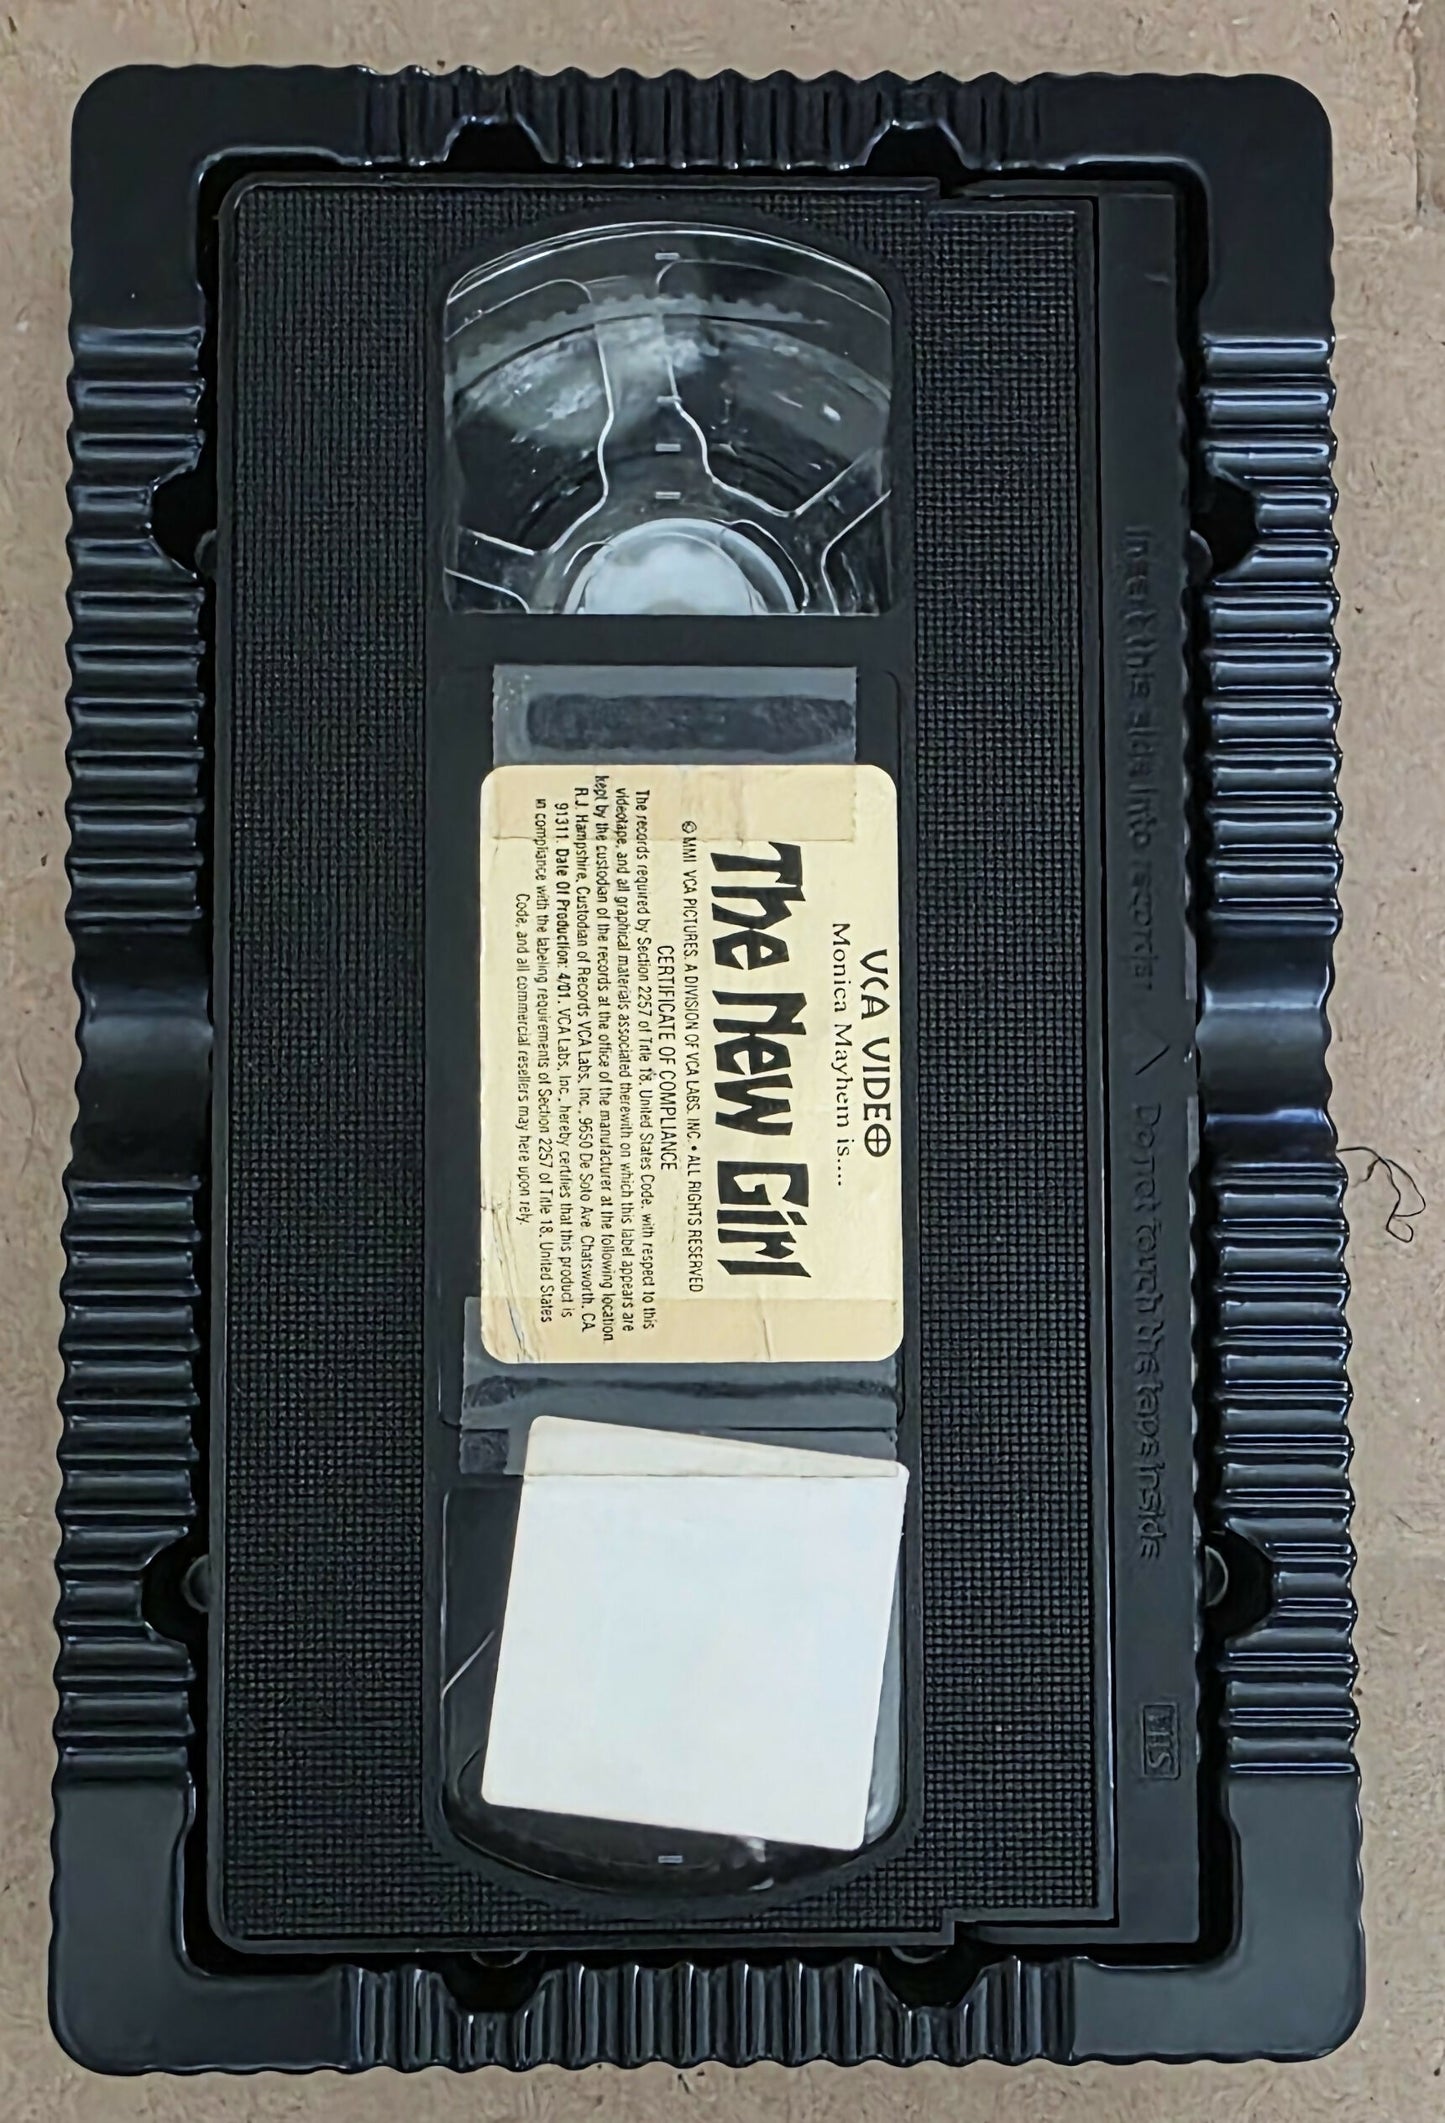 VCA VIDEO
Monica Mayhem is....
The New Girl
© MMI VCA PICTURES, A DIVISION OF VCA LABS, INC. • ALL RIGHTS RESERVED
CERTIFICATE OF COMPLIANCE
The records required by Section 2257 of Title 18, United States Code, with respect to this
videotape, and all graphical materials associated therewith on which this label appears are
kept by the custodian of the records at the office of the manufacturer at the following location
R.J. Hampshire, Custodian of Records VCA Labs, Inc., 9650 De Soto Ave. Chatsworth, CA
91311. Date Of Production: 4/01. VCA Labs, Inc., hereby certifies that this product is
in compliance with the labeling requirements of Section 2257 of Title 18, United States
Code, and all commercial resellers may here upon rely.
Insert this side into recorder Do not touch the tape inside
VHS